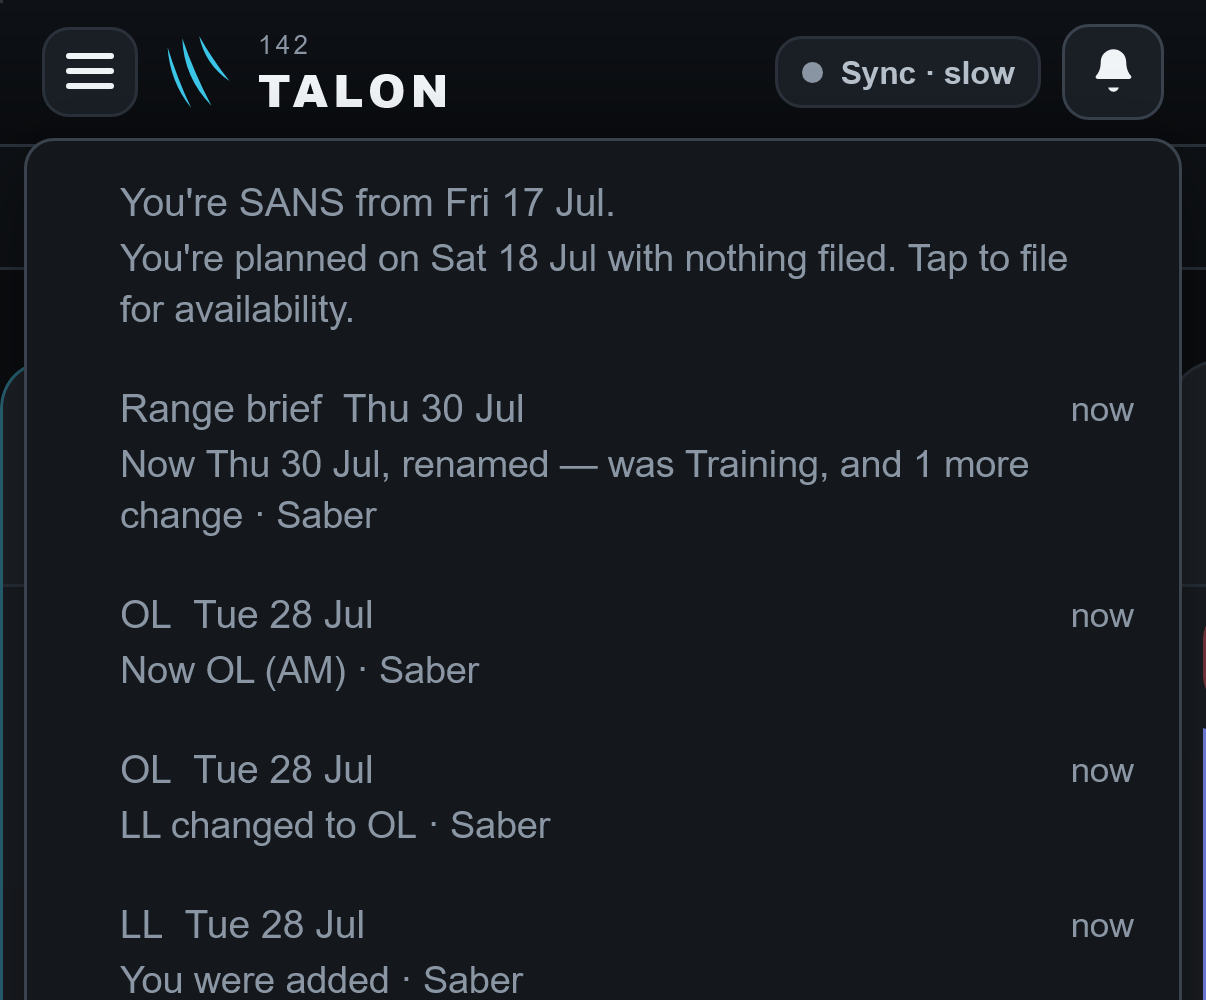 142
TALON
Sync · slow
You're SANS from Fri 17 Jul.
You're planned on Sat 18 Jul with nothing filed. Tap to file
for availability.
Range brief  Thu 30 Jul  now
Now Thu 30 Jul, renamed — was Training, and 1 more
change · Saber
OL  Tue 28 Jul  now
Now OL (AM) · Saber
OL  Tue 28 Jul  now
LL changed to OL · Saber
LL  Tue 28 Jul  now
You were added · Saber